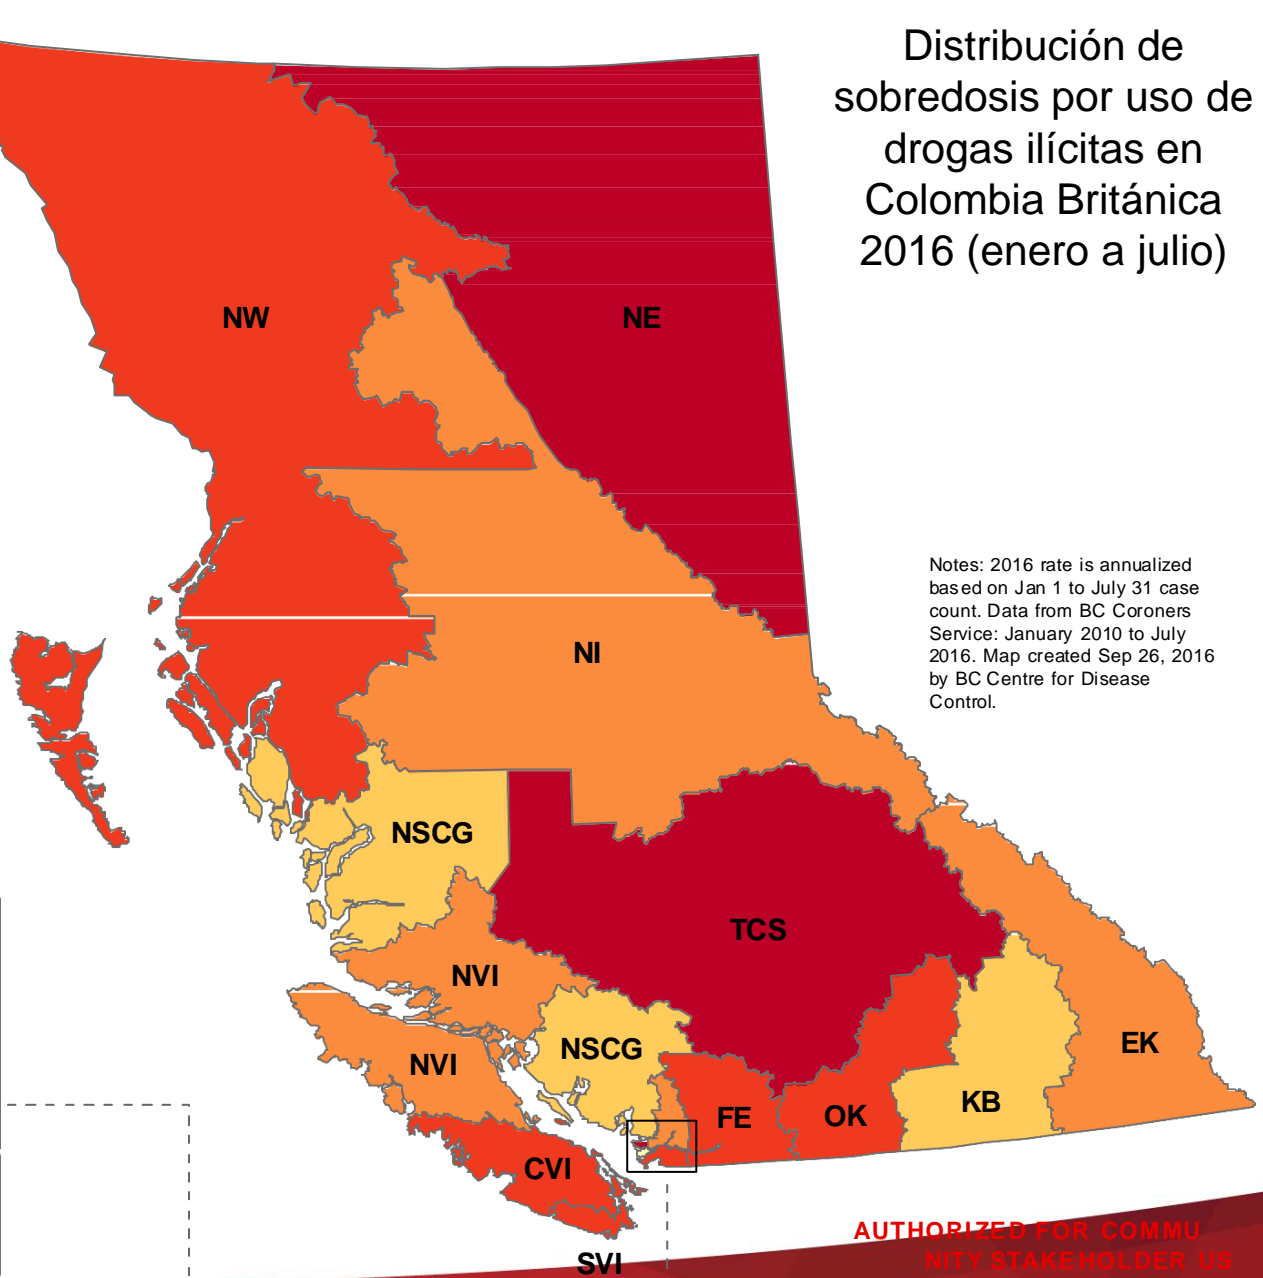 Distribución de
sobredosis por uso de
drogas ilícitas en
Colombia Británica
2016 (enero a julio)
NW
NE
Notes: 2016 rate is annualized
based on Jan 1 to July 31 case
count. Data from BC Coroners
Service: January 2010 to July
2016. Map created Sep 26, 2016
by BC Centre for Disease
Control.
NI
NSCG
TCS
NVI
NSCG
EK
NVI
KB
FE
OK
CVI
AUTHORIZED FOR COMMU
NITY STAKEHOLDER US
SVI